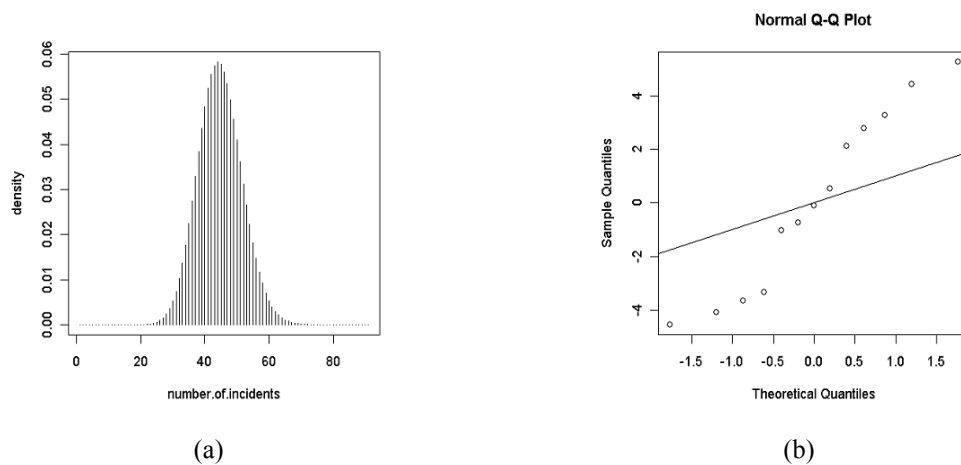 Normal Q-Q Plot
density
0.00 0.01 0.02 0.03 0.04 0.05 0.06
0 20 40 60 80
number.of.incidents
(a)
Sample Quantiles
-4 -2 0 2 4
-1.5 -1.0 -0.5 0.0 0.5 1.0 1.5
Theoretical Quantiles
(b)